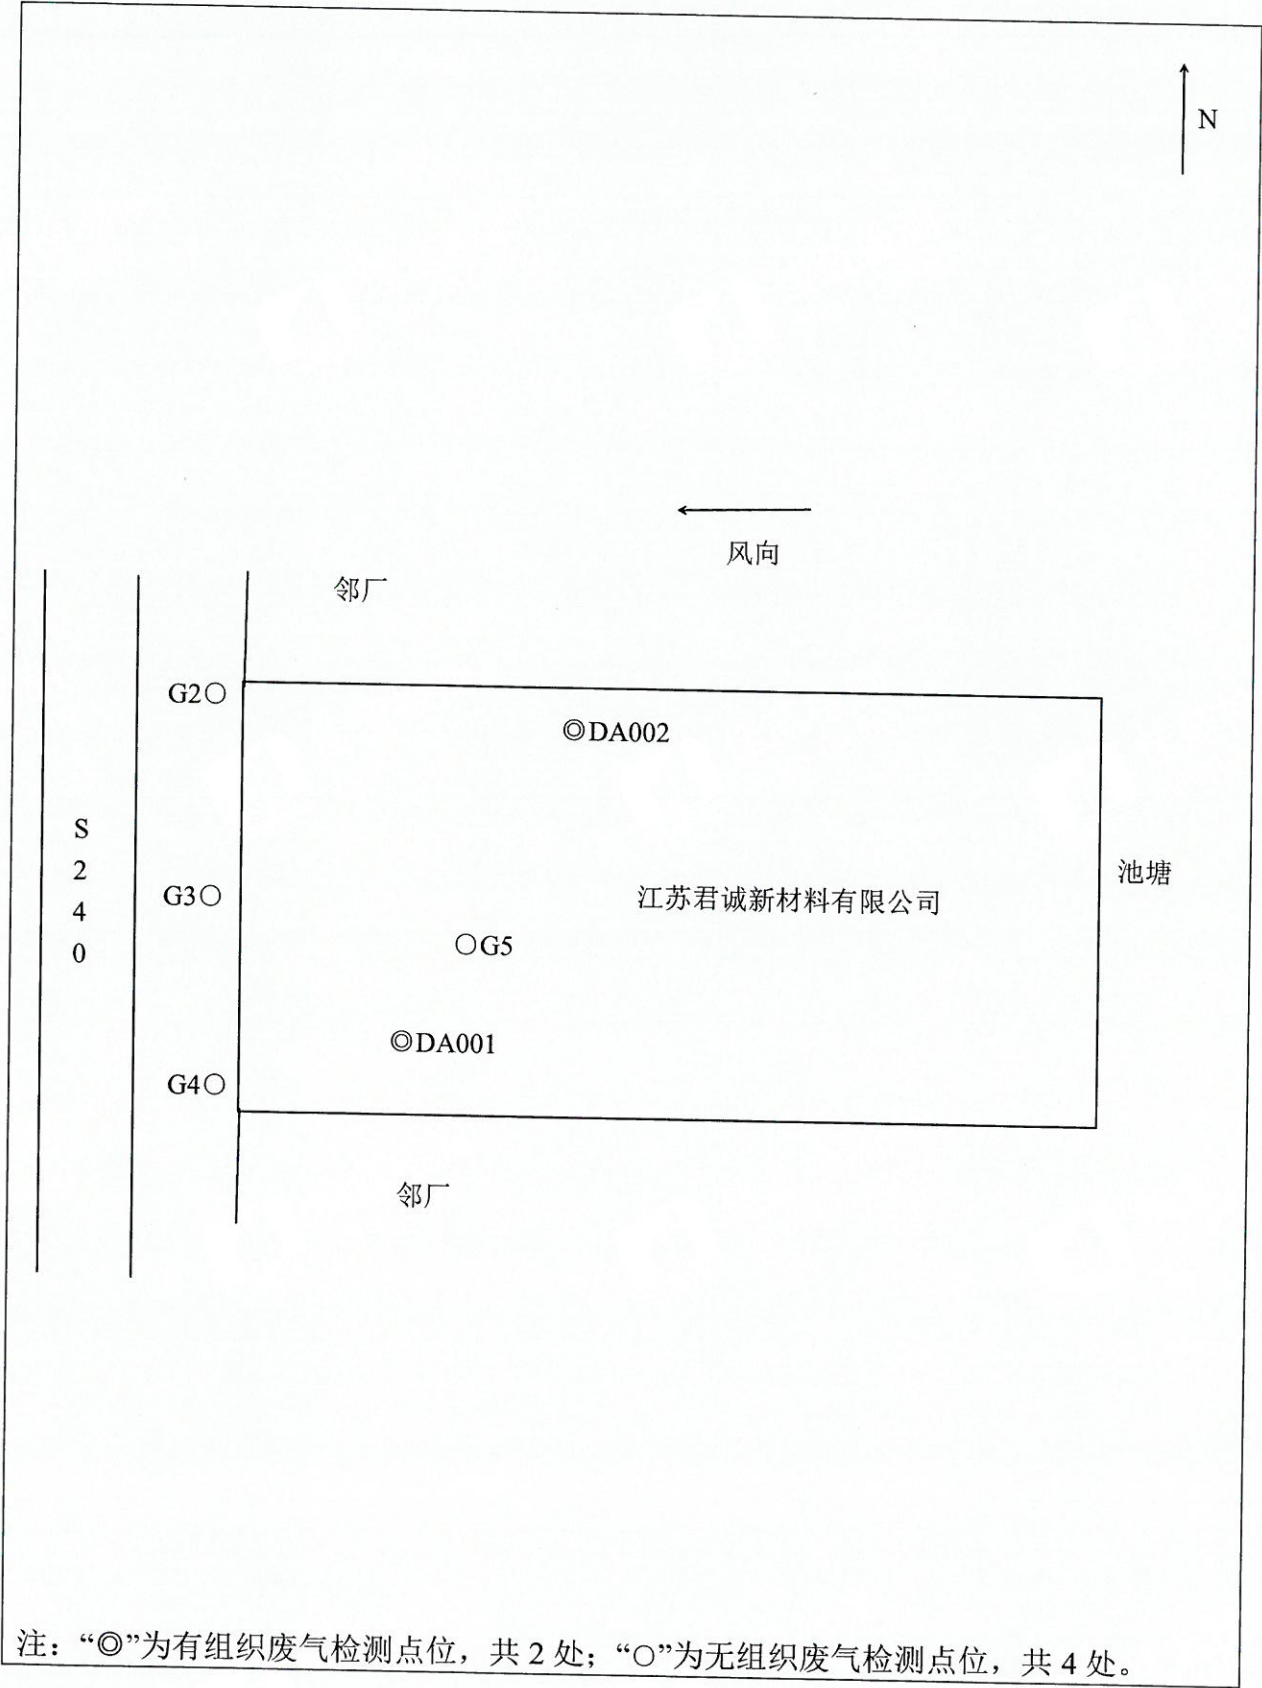 N
风向
邻厂
G2○
◎DA002
S
2
4
0
池塘
G3○
江苏君诚新材料有限公司
○G5
◎DA001
G4○
邻厂
注：“◎”为有组织废气检测点位，共 2 处；“○”为无组织废气检测点位，共 4 处。